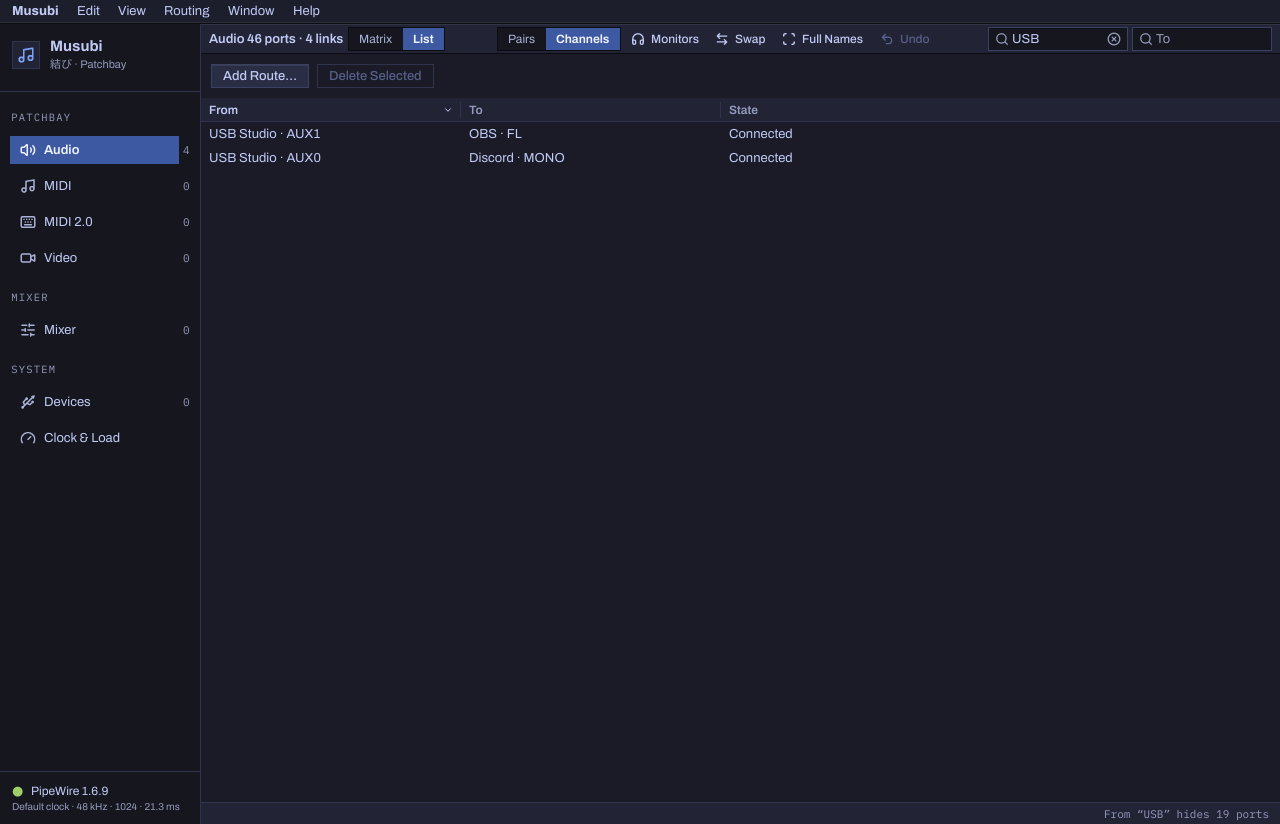 Musubi Edit View Routing Window Help
Musubi
結び · Patchbay
Audio 46 ports · 4 links Matrix List Pairs Channels Monitors Swap Full Names Undo USB To
Add Route... Delete Selected
From To State
USB Studio · AUX1 OBS · FL Connected
USB Studio · AUX0 Discord · MONO Connected
PATCHBAY
Audio 4
MIDI 0
MIDI 2.0 0
Video 0
MIXER
Mixer 0
SYSTEM
Devices 0
Clock & Load
PipeWire 1.6.9
Default clock · 48 kHz · 1024 · 21.3 ms
From “USB” hides 19 ports